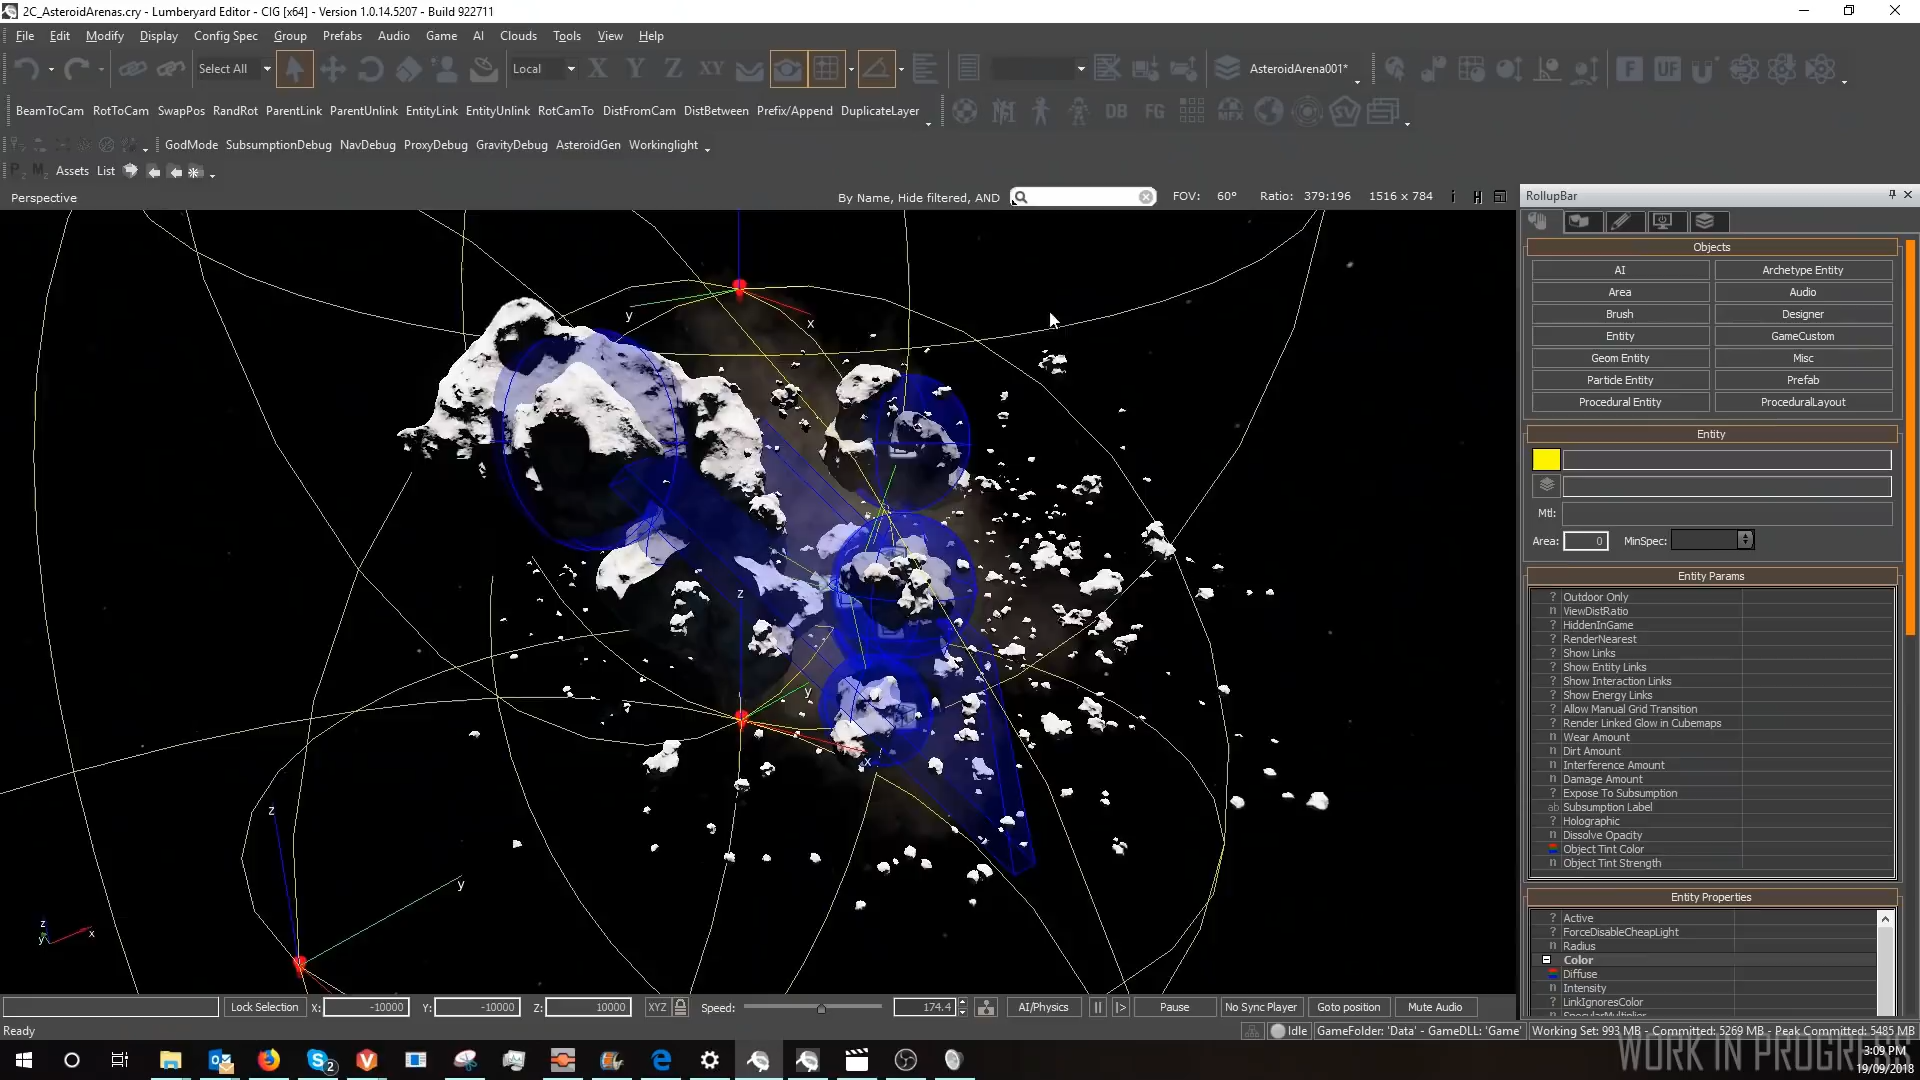 2C_AsteroidArenas.cry - Lumberyard Editor - CIG [x64] - Version 1.0.14.5207 - Build 922711
File Edit Modify Display Config Spec Group Prefabs Audio Game AI Clouds Tools View Help
Select All Local X Y Z XY AsteroidArena001* F UF
BeamToCam RotToCam SwapPos RandRot ParentLink ParentUnlink EntityLink EntityUnlink RotCamTo DistFromCam DistBetween Prefix/Append DuplicateLayer DB FG MFX SV
GodMode SubsumptionDebug NavDebug ProxyDebug GravityDebug AsteroidGen Workinglight
Assets List
Perspective By Name, Hide filtered, AND FOV: 60° Ratio: 379:196 1516 x 784 i H
RollupBar
Objects
AI Archetype Entity
Area Audio
Brush Designer
Entity GameCustom
Geom Entity Misc
Particle Entity Prefab
Procedural Entity ProceduralLayout
Entity
Mtl:
Area: 0 MinSpec:
Entity Params
? Outdoor Only
n ViewDistRatio
? HiddenInGame
? RenderNearest
? Show Links
? Show Entity Links
? Show Interaction Links
? Show Energy Links
? Allow Manual Grid Transition
? Render Linked Glow in Cubemaps
n Wear Amount
n Dirt Amount
n Interference Amount
n Damage Amount
? Expose To Subsumption
ab Subsumption Label
? Holographic
n Dissolve Opacity
Object Tint Color
n Object Tint Strength
Entity Properties
? Active
? ForceDisableCheapLight
n Radius
Color
Diffuse
n Intensity
? LinkIgnoresColor
y
x
z
y
x
z
y
z
y
x
Lock Selection X: -10000 Y: -10000 Z: 10000 XYZ Speed: 174.4 AI/Physics Pause No Sync Player Goto position Mute Audio
Ready Idle GameFolder: 'Data' - GameDLL: 'Game' Working Set: 993 MB - Committed: 5269 MB - Peak Committed: 5485 MB
WORK IN PROGRESS
2
3:09 PM
19/09/2018